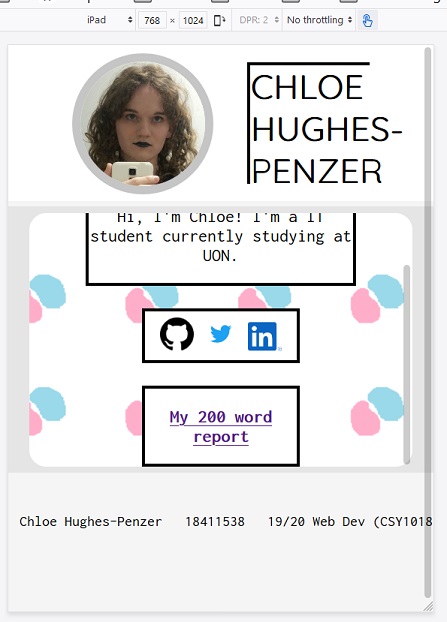 iPad 768 × 1024 DPR: 2 No throttling
CHLOE
HUGHES-
PENZER
Hi, I'm Chloe! I'm a IT
student currently studying at
UON.
in
My 200 word
report
Chloe Hughes-Penzer 18411538 19/20 Web Dev (CSY1018